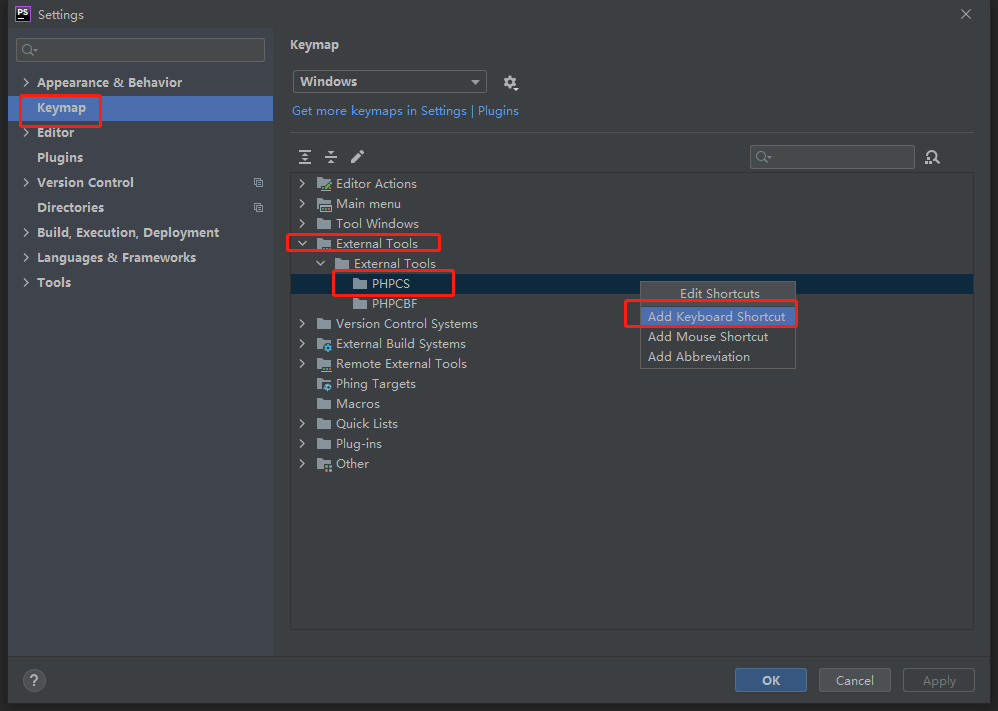 PS Settings
Appearance & Behavior
Keymap
Editor
Plugins
Version Control
Directories
Build, Execution, Deployment
Languages & Frameworks
Tools
Keymap
Windows
Get more keymaps in Settings | Plugins
Editor Actions
Main menu
Tool Windows
External Tools
External Tools
PHPCS
PHPCBF
Version Control Systems
External Build Systems
Remote External Tools
Phing Targets
Macros
Quick Lists
Plug-ins
Other
Edit Shortcuts
Add Keyboard Shortcut
Add Mouse Shortcut
Add Abbreviation
?
OK
Cancel
Apply